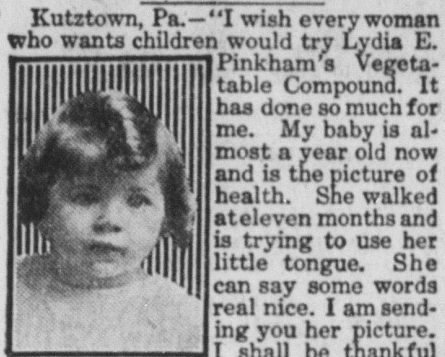 Kutztown, Pa.—"I wish every woman
who wants children would try Lydia E.
Pinkham's Vegeta-
table Compound. It
has done so much for
me. My baby is al-
most a year old now
and is the picture of
health. She walked
at eleven months and
is trying to use her
little tongue. She
can say some words
real nice. I am send-
ing you her picture.
I shall be thankful